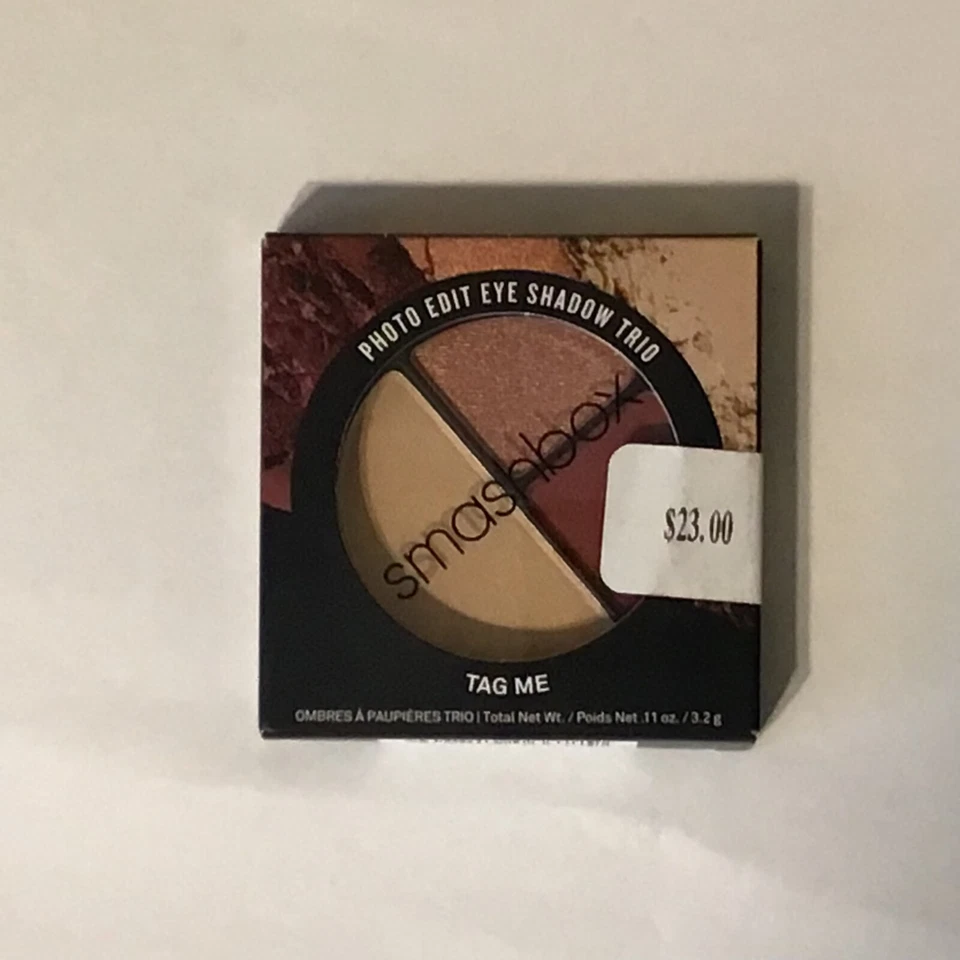 PHOTO EDIT EYE SHADOW TRIO
smashbox
$23.00
TAG ME
OMBRES À PAUPIÈRES TRIO | Total Net Wt. / Poids Net .11 oz. / 3.2 g